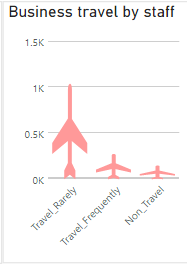 Business travel by staff
1.5K
1K
0.5K
0K
Travel_Rarely
Travel_Frequently
Non_Travel